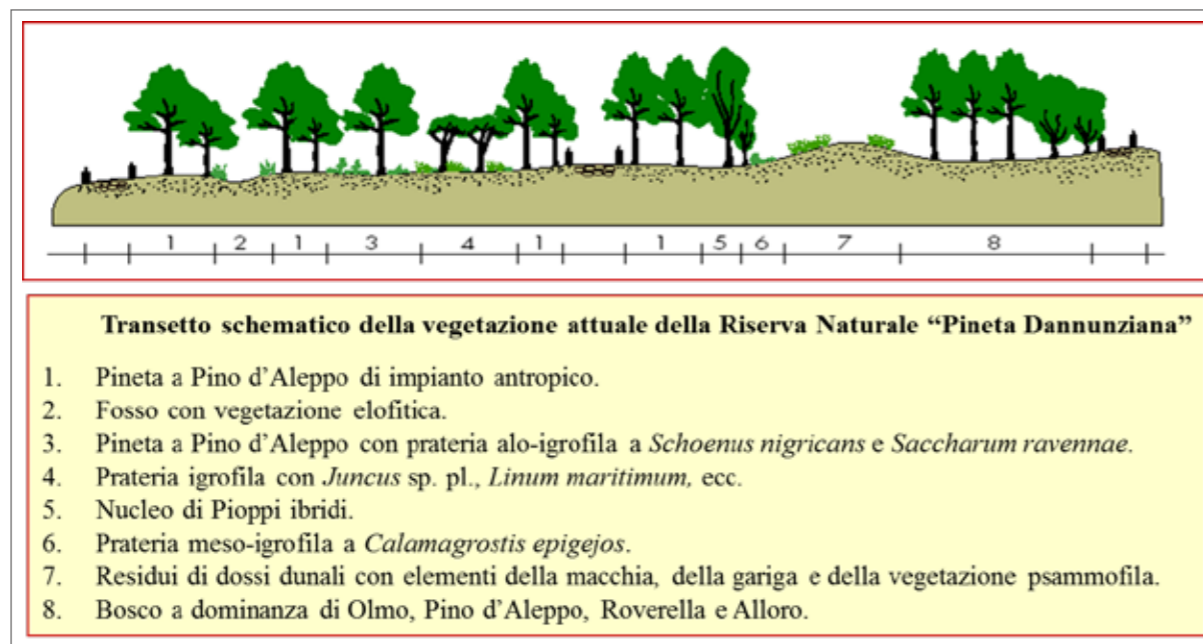 1 2 1 3 4 1 1 5 6 7 8
Transetto schematico della vegetazione attuale della Riserva Naturale “Pineta Dannunziana”
1. Pineta a Pino d’Aleppo di impianto antropico.
2. Fosso con vegetazione elofitica.
3. Pineta a Pino d’Aleppo con prateria alo-igrofila a Schoenus nigricans e Saccharum ravennae.
4. Prateria igrofila con Juncus sp. pl., Linum maritimum, ecc.
5. Nucleo di Pioppi ibridi.
6. Prateria meso-igrofila a Calamagrostis epigejos.
7. Residui di dossi dunali con elementi della macchia, della gariga e della vegetazione psammofila.
8. Bosco a dominanza di Olmo, Pino d’Aleppo, Roverella e Alloro.